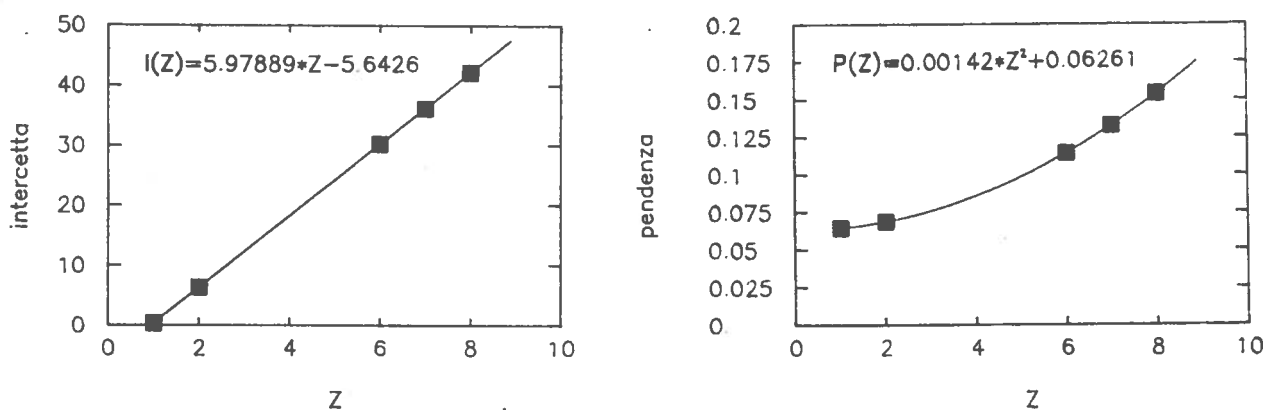 50
40
30
20
10
0
intercetta
I(Z)=5.97889*Z−5.6426
0 2 4 6 8 10
Z
0.2
0.175
0.15
0.125
0.1
0.075
0.05
0.025
0
pendenza
P(Z)=0.00142*Z²+0.06261
0 2 4 6 8 10
Z